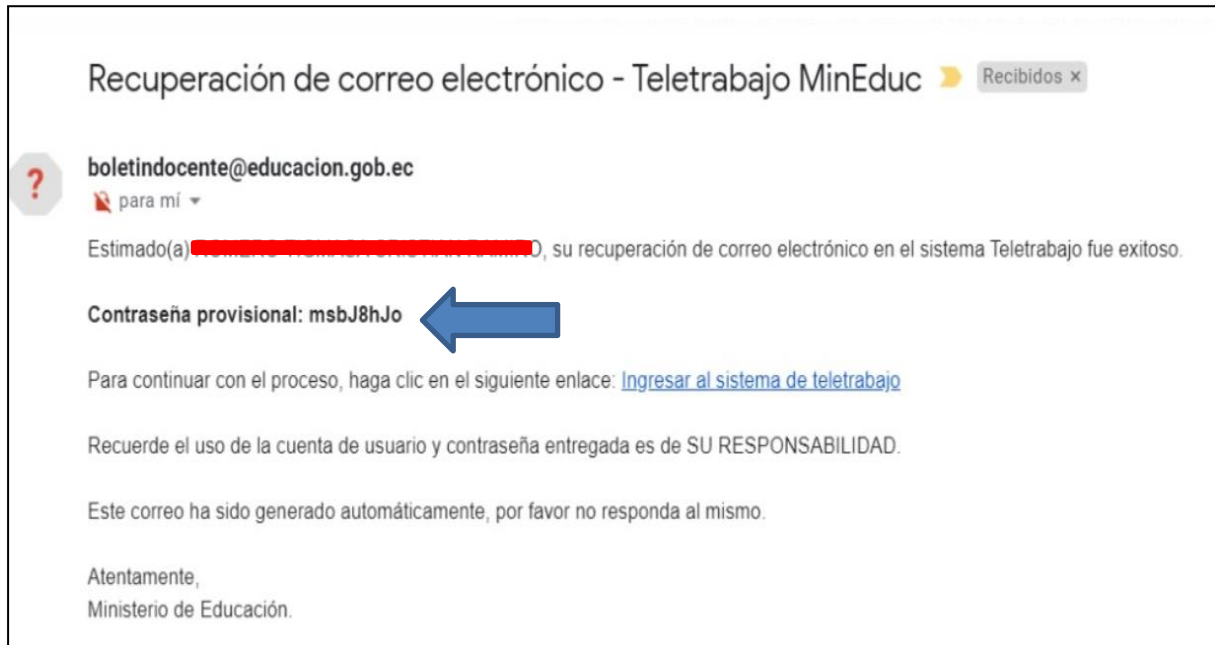 Recuperación de correo electrónico - Teletrabajo MinEduc Recibidos ×
boletindocente@educacion.gob.ec
para mí
Estimado(a) , su recuperación de correo electrónico en el sistema Teletrabajo fue exitoso.
Contraseña provisional: msbJ8hJo
Para continuar con el proceso, haga clic en el siguiente enlace: Ingresar al sistema de teletrabajo
Recuerde el uso de la cuenta de usuario y contraseña entregada es de SU RESPONSABILIDAD.
Este correo ha sido generado automáticamente, por favor no responda al mismo.
Atentamente,
Ministerio de Educación.